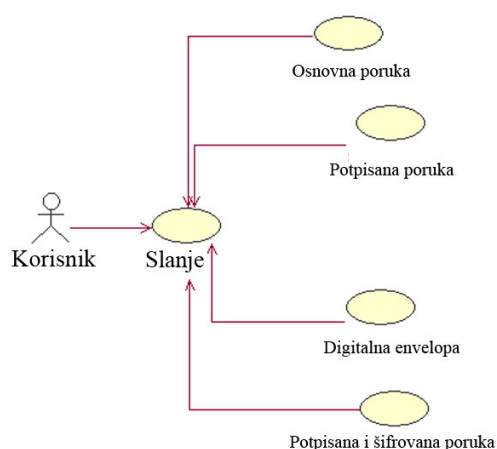 Osnovna poruka
Potpisana poruka
Korisnik
Slanje
Digitalna envelopa
Potpisana i šifrovana poruka